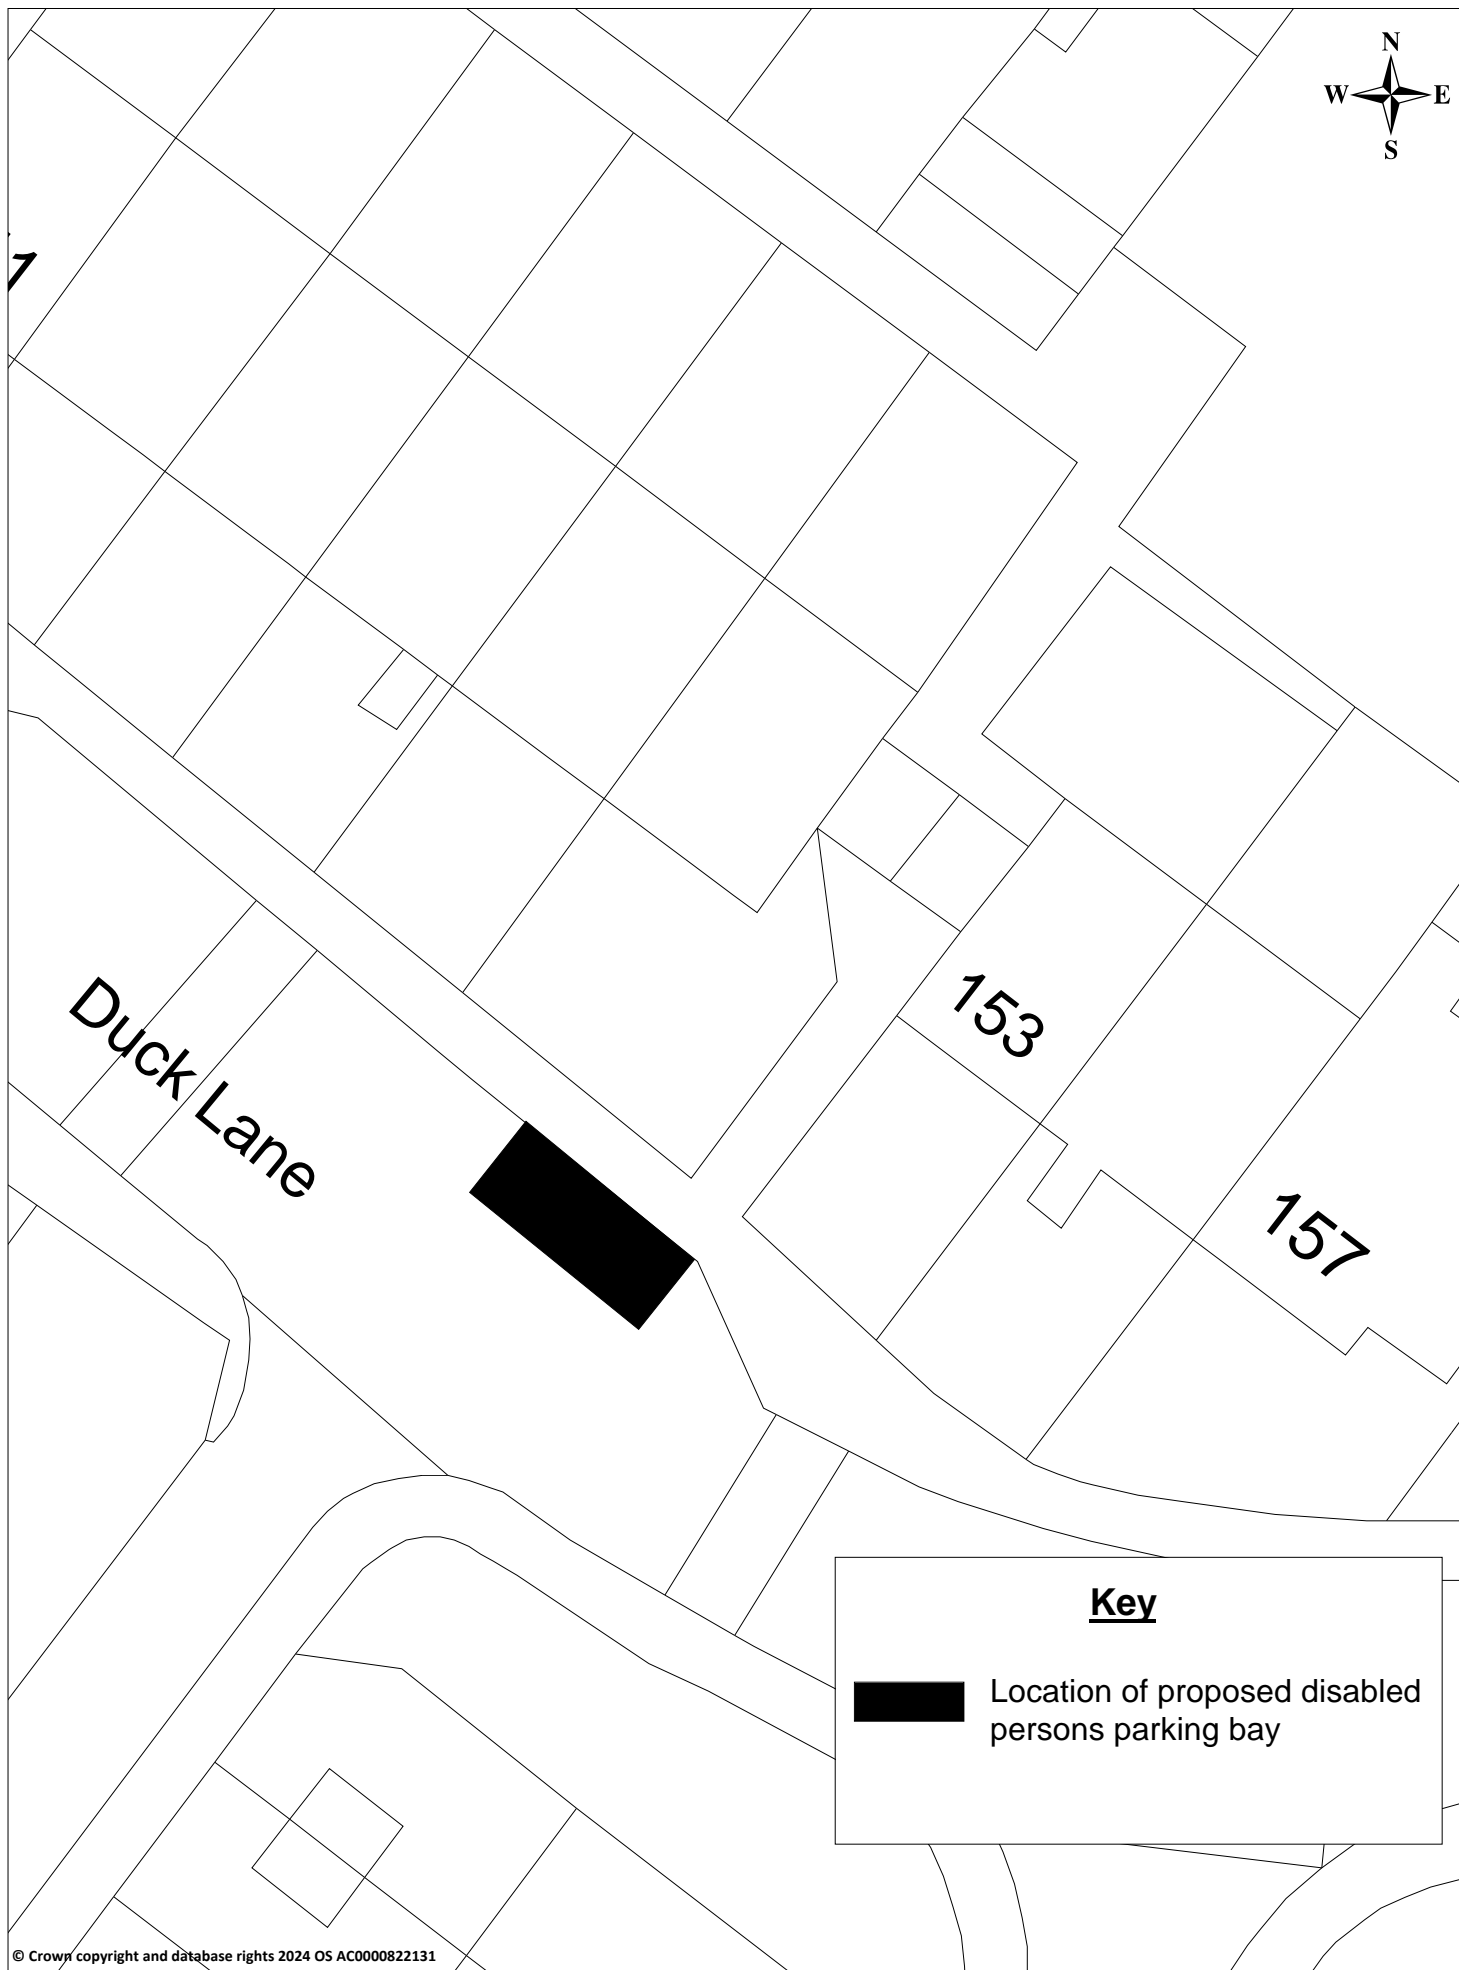 N
W E
S
1
153
Duck Lane
157
Key
Location of proposed disabled
persons parking bay
© Crown copyright and database rights 2024 OS AC0000822131